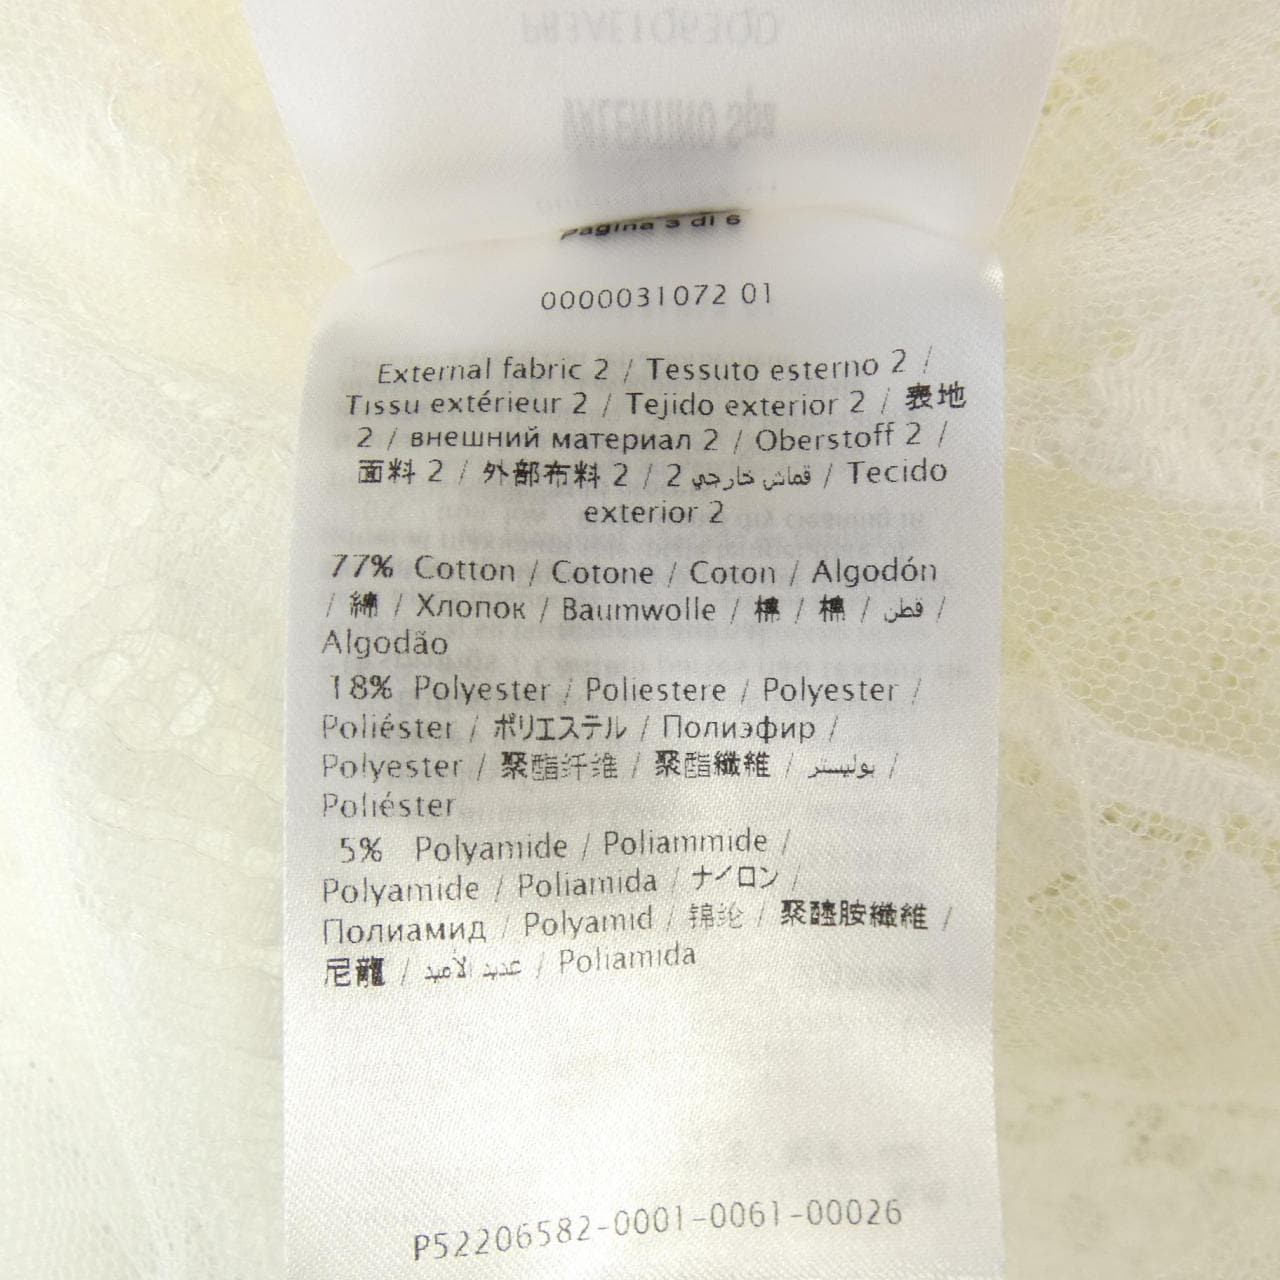 VALENTINO Spa
Pagina 3 di 6
0000031072 01
External fabric 2 / Tessuto esterno 2 /
Tissu extérieur 2 / Tejido exterior 2 / 表地
2 / внешний материал 2 / Oberstoff 2 /
面料 2 / 外部布料 2 / قماش خارجي 2 / Tecido
exterior 2
77% Cotton / Cotone / Coton / Algodón
/ 綿 / Хлопок / Baumwolle / 棉 / 棉 / قطن /
Algodão
18% Polyester / Poliestere / Polyester /
Poliéster / ポリエステル / Полиэфир /
Polyester / 聚酯纤维 / 聚酯纖維 / بوليستر /
Poliéster
5% Polyamide / Poliammide /
Polyamide / Poliamida / ナイロン /
Полиамид / Polyamid / 锦纶 / 聚醯胺纖維 /
尼龍 / عديد الأميد / Poliamida
P52206582-0001-0061-00026